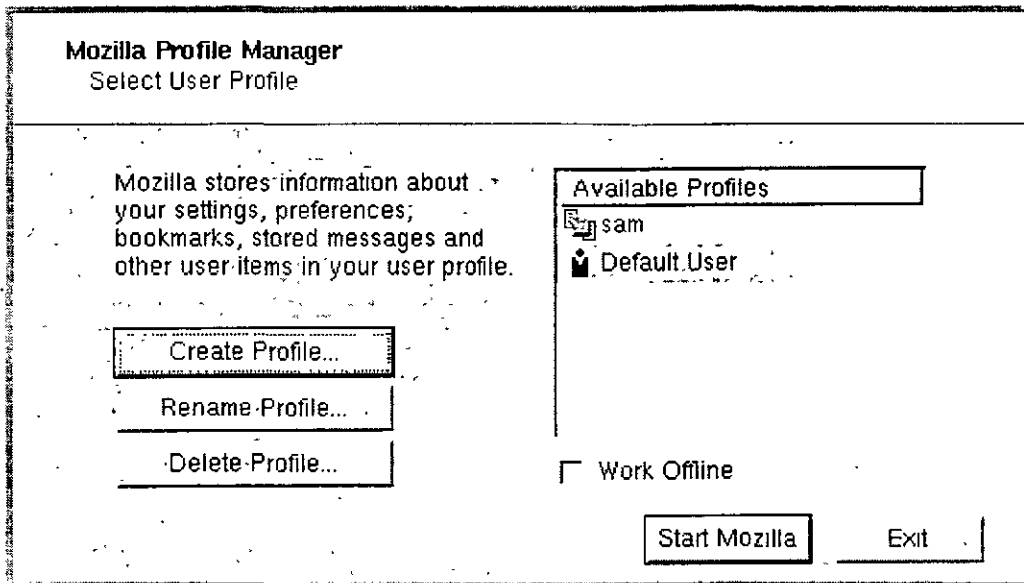 Mozilla Profile Manager
Select User Profile
Mozilla stores information about
your settings, preferences,
bookmarks, stored messages and
other user items in your user profile.
Create Profile...
Rename Profile...
Delete Profile...
Available Profiles
sam
Default User
Work Offline
Start Mozilla
Exit